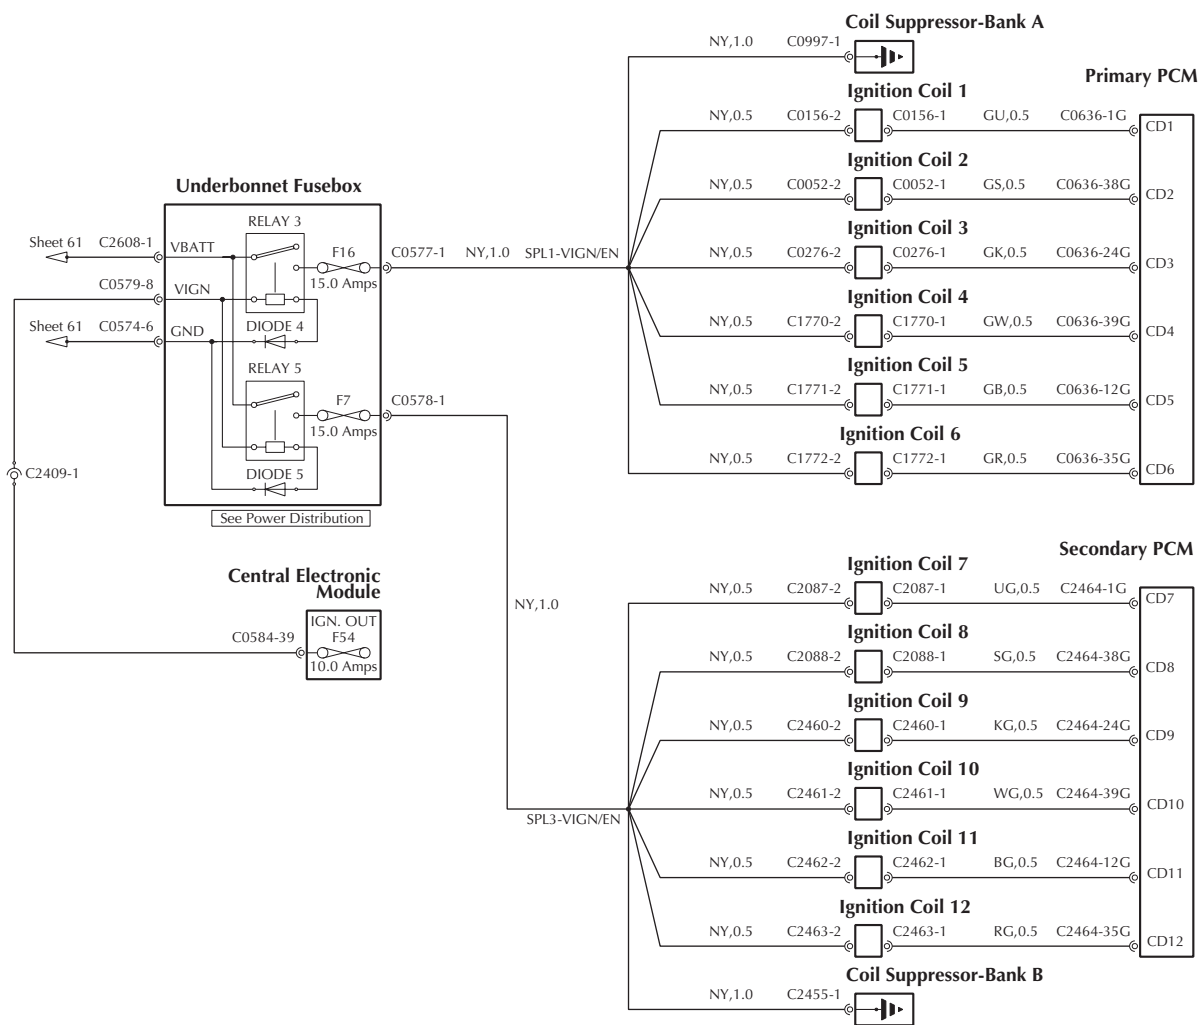 Coil Suppressor-Bank A
NY,1.0 C0997-1
Primary PCM
Ignition Coil 1
NY,0.5 C0156-2 C0156-1 GU,0.5 C0636-1G CD1
Ignition Coil 2
NY,0.5 C0052-2 C0052-1 GS,0.5 C0636-38G CD2
Ignition Coil 3
NY,0.5 C0276-2 C0276-1 GK,0.5 C0636-24G CD3
Ignition Coil 4
NY,0.5 C1770-2 C1770-1 GW,0.5 C0636-39G CD4
Ignition Coil 5
NY,0.5 C1771-2 C1771-1 GB,0.5 C0636-12G CD5
Ignition Coil 6
NY,0.5 C1772-2 C1772-1 GR,0.5 C0636-35G CD6
Underbonnet Fusebox
RELAY 3
Sheet 61 C2608-1 VBATT F16 C0577-1 NY,1.0 SPL1-VIGN/EN
15.0 Amps
C0579-8 VIGN
Sheet 61 C0574-6 GND DIODE 4
RELAY 5
F7 C0578-1
15.0 Amps
C2409-1
DIODE 5
See Power Distribution
Central Electronic
Module
IGN. OUT
C0584-39 F54
10.0 Amps
NY,1.0
SPL3-VIGN/EN
Secondary PCM
Ignition Coil 7
NY,0.5 C2087-2 C2087-1 UG,0.5 C2464-1G CD7
Ignition Coil 8
NY,0.5 C2088-2 C2088-1 SG,0.5 C2464-38G CD8
Ignition Coil 9
NY,0.5 C2460-2 C2460-1 KG,0.5 C2464-24G CD9
Ignition Coil 10
NY,0.5 C2461-2 C2461-1 WG,0.5 C2464-39G CD10
Ignition Coil 11
NY,0.5 C2462-2 C2462-1 BG,0.5 C2464-12G CD11
Ignition Coil 12
NY,0.5 C2463-2 C2463-1 RG,0.5 C2464-35G CD12
Coil Suppressor-Bank B
NY,1.0 C2455-1